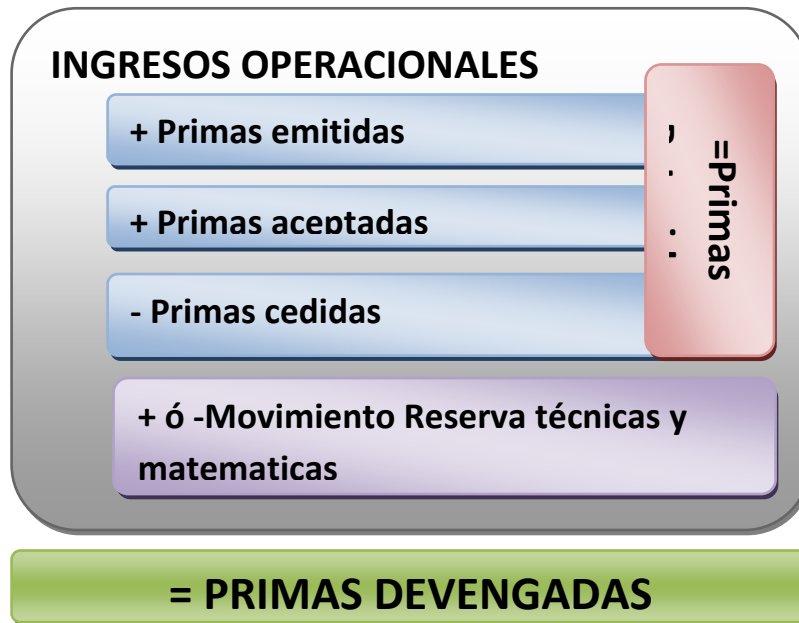 INGRESOS OPERACIONALES
+ Primas emitidas
+ Primas aceptadas
- Primas cedidas
=Primas
+ ó -Movimiento Reserva técnicas y
matematicas
= PRIMAS DEVENGADAS